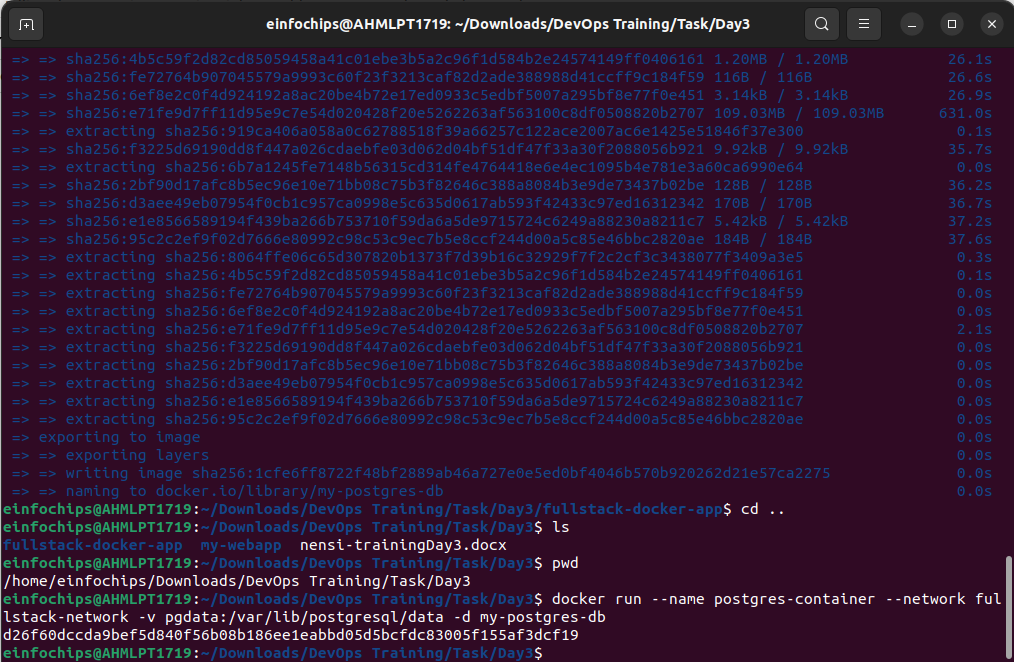 einfochips@AHMLPT1719: ~/Downloads/DevOps Training/Task/Day3
=> => sha256:4b5c59f2d82cd85059458a41c01ebe3b5a2c96f1d584b2e24574149ff0406161 1.20MB / 1.20MB 26.1s
=> => sha256:fe72764b907045579a9993c60f23f3213caf82d2ade388988d41ccff9c184f59 116B / 116B 26.6s
=> => sha256:6ef8e2c0f4d924192a8ac20be4b72e17ed0933c5edbf5007a295bf8e77f0e451 3.14kB / 3.14kB 26.9s
=> => sha256:e71fe9d7ff11d95e9c7e54d020428f20e5262263af563100c8df0508820b2707 109.03MB / 109.03MB 631.0s
=> => extracting sha256:919ca406a058a0c62788518f39a66257c122ace2007ac6e1425e51846f37e300 0.1s
=> => sha256:f3225d69190dd8f447a026cdaebfe03d062d04bf51df47f33a30f2088056b921 9.92kB / 9.92kB 35.7s
=> => extracting sha256:6b7a1245fe7148b56315cd314fe4764418e6e4ec1095b4e781e3a60ca6990e64 0.0s
=> => sha256:2bf90d17afc8b5ec96e10e71bb08c75b3f82646c388a8084b3e9de73437b02be 128B / 128B 36.2s
=> => sha256:d3aee49eb07954f0cb1c957ca0998e5c635d0617ab593f42433c97ed16312342 170B / 170B 36.7s
=> => sha256:e1e8566589194f439ba266b753710f59da6a5de9715724c6249a88230a8211c7 5.42kB / 5.42kB 37.2s
=> => sha256:95c2c2ef9f02d7666e80992c98c53c9ec7b5e8ccf244d00a5c85e46bbc2820ae 184B / 184B 37.6s
=> => extracting sha256:8064ffe06c65d307820b1373f7d39b16c32929f7f2c2cf3c3438077f3409a3e5 0.3s
=> => extracting sha256:4b5c59f2d82cd85059458a41c01ebe3b5a2c96f1d584b2e24574149ff0406161 0.1s
=> => extracting sha256:fe72764b907045579a9993c60f23f3213caf82d2ade388988d41ccff9c184f59 0.0s
=> => extracting sha256:6ef8e2c0f4d924192a8ac20be4b72e17ed0933c5edbf5007a295bf8e77f0e451 0.0s
=> => extracting sha256:e71fe9d7ff11d95e9c7e54d020428f20e5262263af563100c8df0508820b2707 2.1s
=> => extracting sha256:f3225d69190dd8f447a026cdaebfe03d062d04bf51df47f33a30f2088056b921 0.0s
=> => extracting sha256:2bf90d17afc8b5ec96e10e71bb08c75b3f82646c388a8084b3e9de73437b02be 0.0s
=> => extracting sha256:d3aee49eb07954f0cb1c957ca0998e5c635d0617ab593f42433c97ed16312342 0.0s
=> => extracting sha256:e1e8566589194f439ba266b753710f59da6a5de9715724c6249a88230a8211c7 0.0s
=> => extracting sha256:95c2c2ef9f02d7666e80992c98c53c9ec7b5e8ccf244d00a5c85e46bbc2820ae 0.0s
=> exporting to image 0.0s
=> => exporting layers 0.0s
=> => writing image sha256:1cfe6ff8722f48bf2889ab46a727e0e5ed0bf4046b570b920262d21e57ca2275 0.0s
=> => naming to docker.io/library/my-postgres-db 0.0s
einfochips@AHMLPT1719:~/Downloads/DevOps Training/Task/Day3/fullstack-docker-app$ cd ..
einfochips@AHMLPT1719:~/Downloads/DevOps Training/Task/Day3$ ls
fullstack-docker-app my-webapp nensi-trainingDay3.docx
einfochips@AHMLPT1719:~/Downloads/DevOps Training/Task/Day3$ pwd
/home/einfochips/Downloads/DevOps Training/Task/Day3
einfochips@AHMLPT1719:~/Downloads/DevOps Training/Task/Day3$ docker run --name postgres-container --network ful
lstack-network -v pgdata:/var/lib/postgresql/data -d my-postgres-db
d26f60dccda9bef5d840f56b08b186ee1eabbd05d5bcfdc83005f155af3dcf19
einfochips@AHMLPT1719:~/Downloads/DevOps Training/Task/Day3$